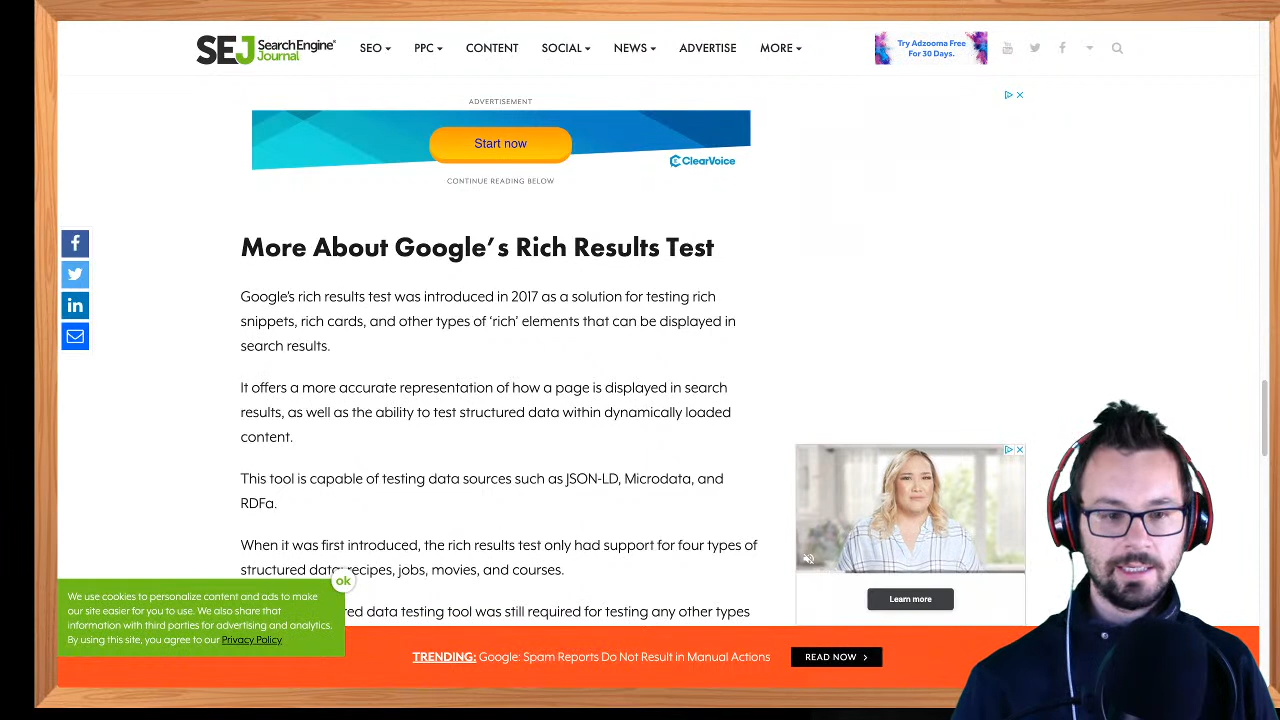 SEJ Search Engine Journal
SEO
PPC
CONTENT
SOCIAL
NEWS
ADVERTISE
MORE
Try Adzooma Free
For 30 Days.
ADVERTISEMENT
Start now
ClearVoice
CONTINUE READING BELOW
More About Google's Rich Results Test
Google's rich results test was introduced in 2017 as a solution for testing rich
snippets, rich cards, and other types of 'rich' elements that can be displayed in
search results.
It offers a more accurate representation of how a page is displayed in search
results, as well as the ability to test structured data within dynamically loaded
content.
This tool is capable of testing data sources such as JSON-LD, Microdata, and
RDFa.
When it was first introduced, the rich results test only had support for four types of
structured data: recipes, jobs, movies, and courses.
data testing tool was still required for testing any other types
Learn more
ok
We use cookies to personalize content and ads to make
our site easier for you to use. We also share that
information with third parties for advertising and analytics.
By using this site, you agree to our Privacy Policy
TRENDING: Google: Spam Reports Do Not Result in Manual Actions
READ NOW